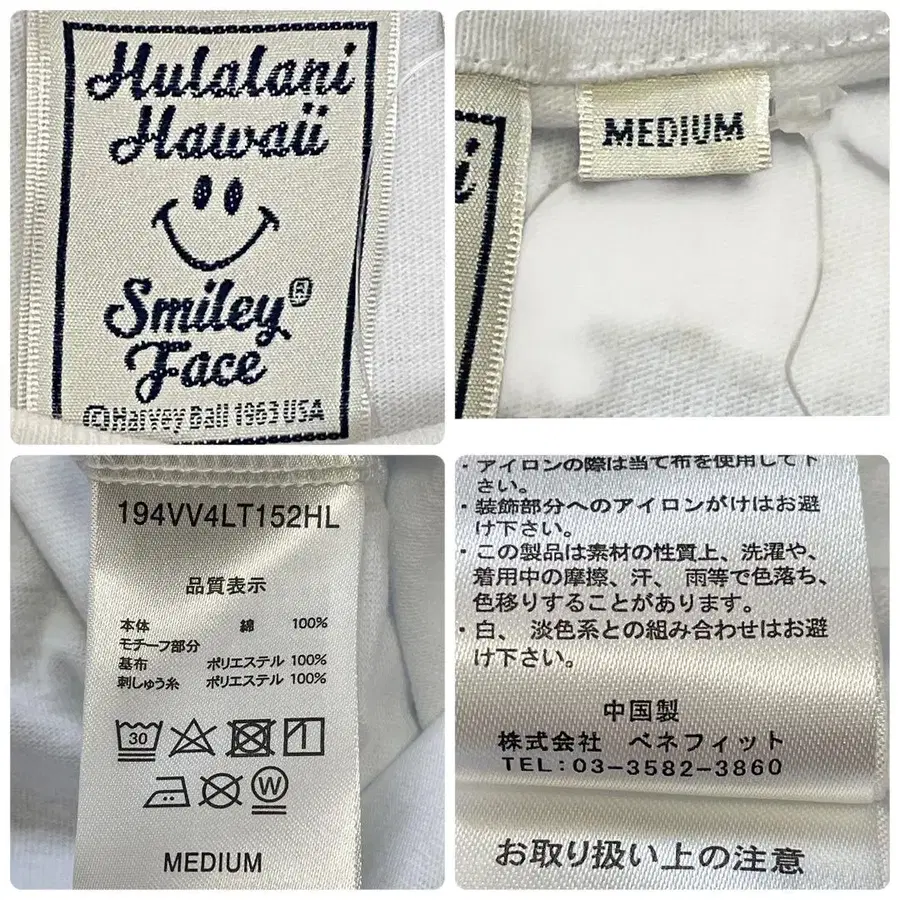 Hulalani
Hawaii
Smiley®
Face
©Harvey Ball 1963 USA
i
MEDIUM
194VV4LT152HL
品質表示
本体 綿 100%
モチーフ部分
基布 ポリエステル 100%
刺しゅう糸 ポリエステル 100%
30
W
MEDIUM
・アイロンの際は当て布を使用して下
さい。
・装飾部分へのアイロンがけはお避
け下さい。
・この製品は素材の性質上、洗濯や、
着用中の摩擦、汗、雨等で色落ち、
色移りすることがあります。
・白、淡色系との組み合わせはお避
け下さい。
中国製
株式会社 ベネフィット
TEL:03-3582-3860
お取り扱い上の注意